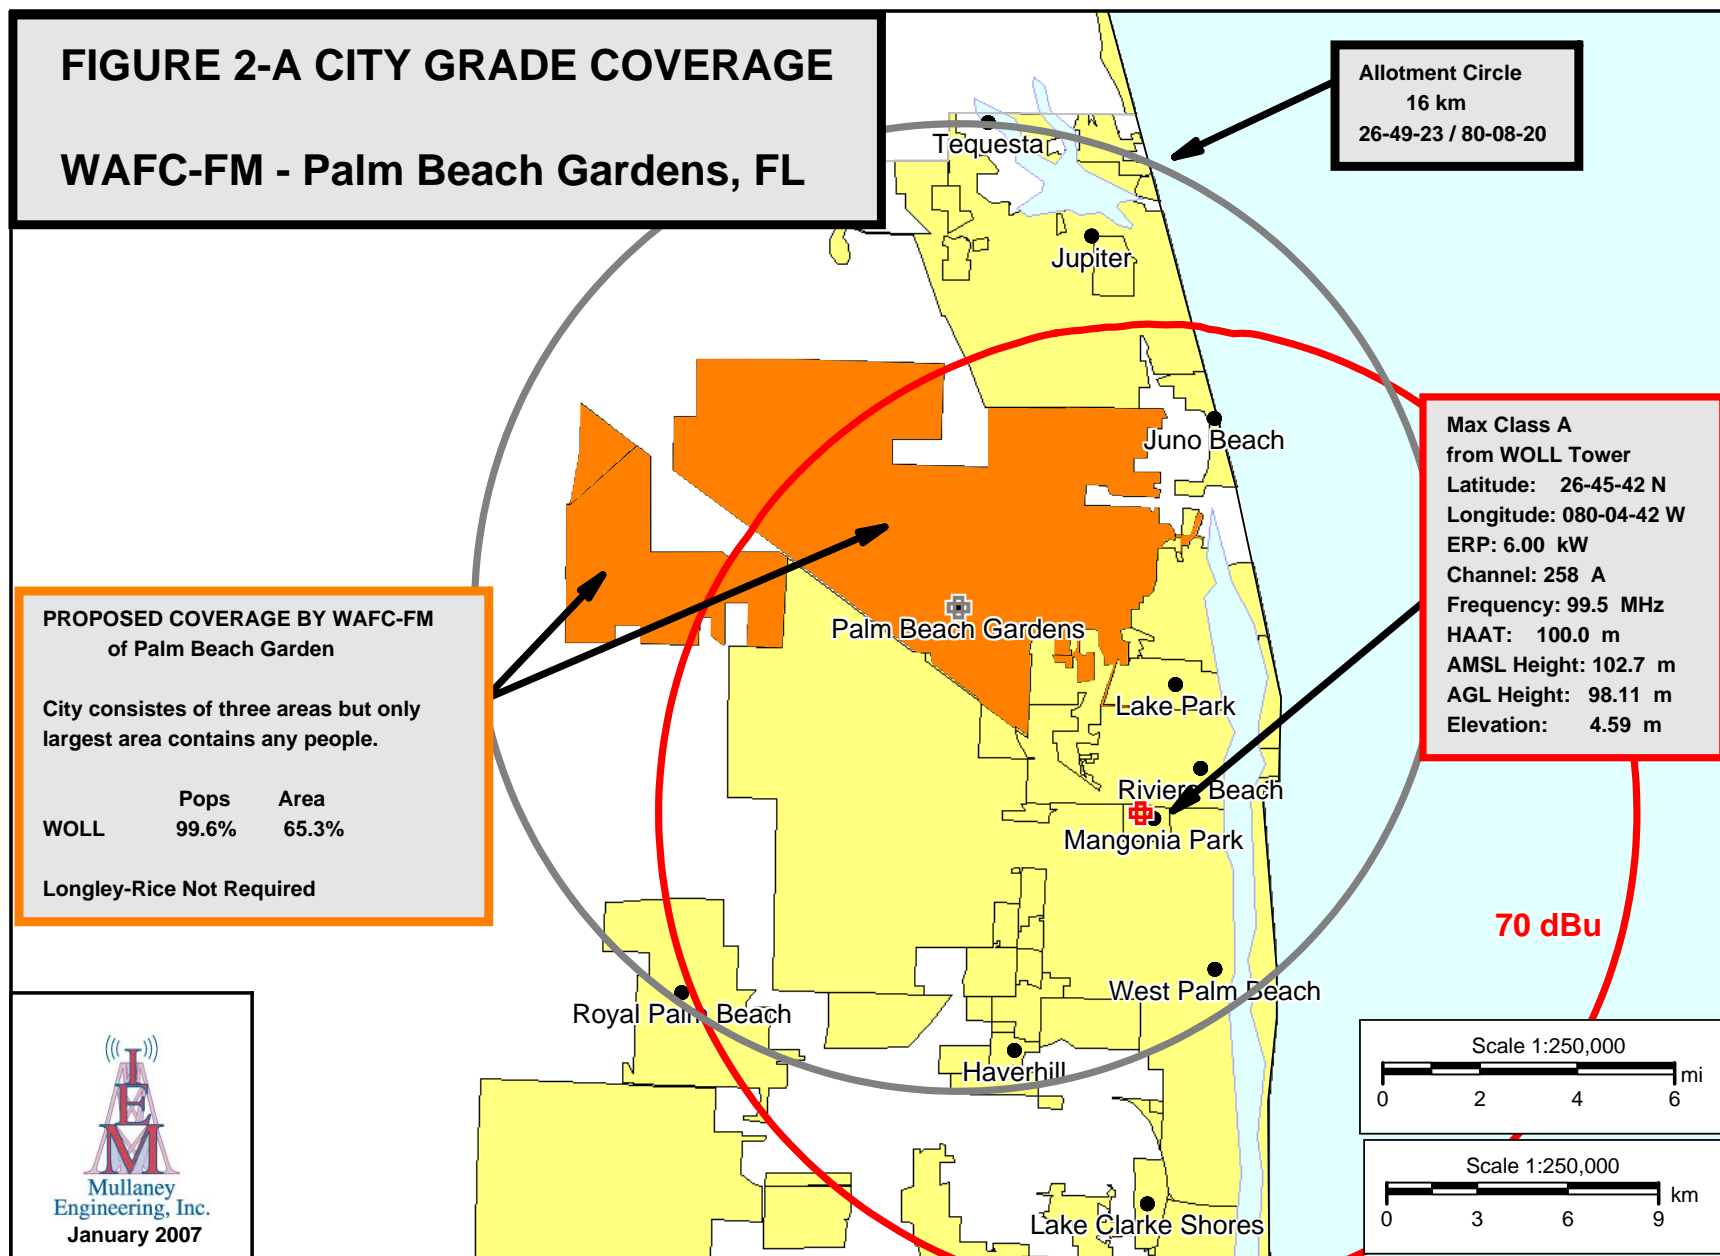 FIGURE 2-A CITY GRADE COVERAGE
WAFC-FM - Palm Beach Gardens, FL
Allotment Circle
16 km
26-49-23 / 80-08-20
Tequesta
Jupiter
Juno Beach
Max Class A
from WOLL Tower
Latitude: 26-45-42 N
Longitude: 080-04-42 W
ERP: 6.00 kW
Channel: 258 A
Frequency: 99.5 MHz
HAAT: 100.0 m
AMSL Height: 102.7 m
AGL Height: 98.11 m
Elevation: 4.59 m
PROPOSED COVERAGE BY WAFC-FM
of Palm Beach Garden
City consistes of three areas but only
largest area contains any people.
Pops Area
WOLL 99.6% 65.3%
Longley-Rice Not Required
Palm Beach Gardens
Lake Park
Riviera Beach
Mangonia Park
70 dBu
West Palm Beach
Royal Palm Beach
Haverhill
Lake Clarke Shores
IEM
Mullaney
Engineering, Inc.
January 2007
Scale 1:250,000
mi
0 2 4 6
Scale 1:250,000
km
0 3 6 9